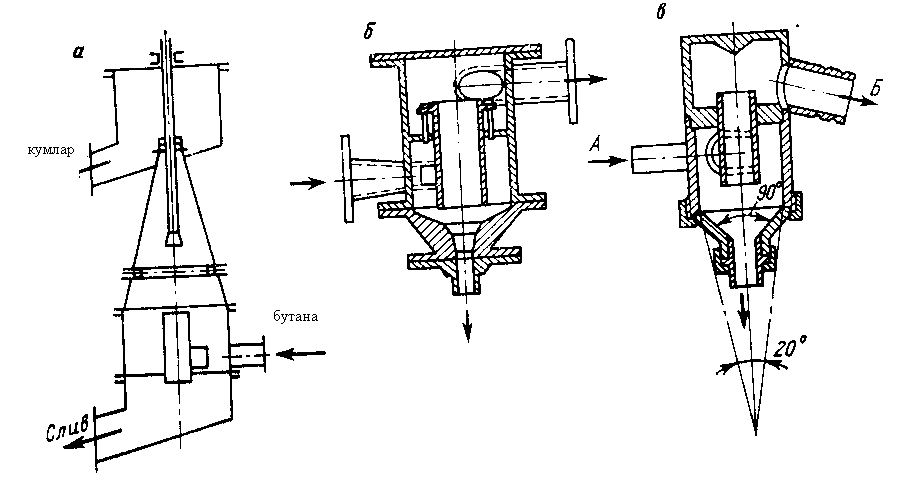 а
б
в
кумлар
А
Б
90°
бутана
Слив
20°